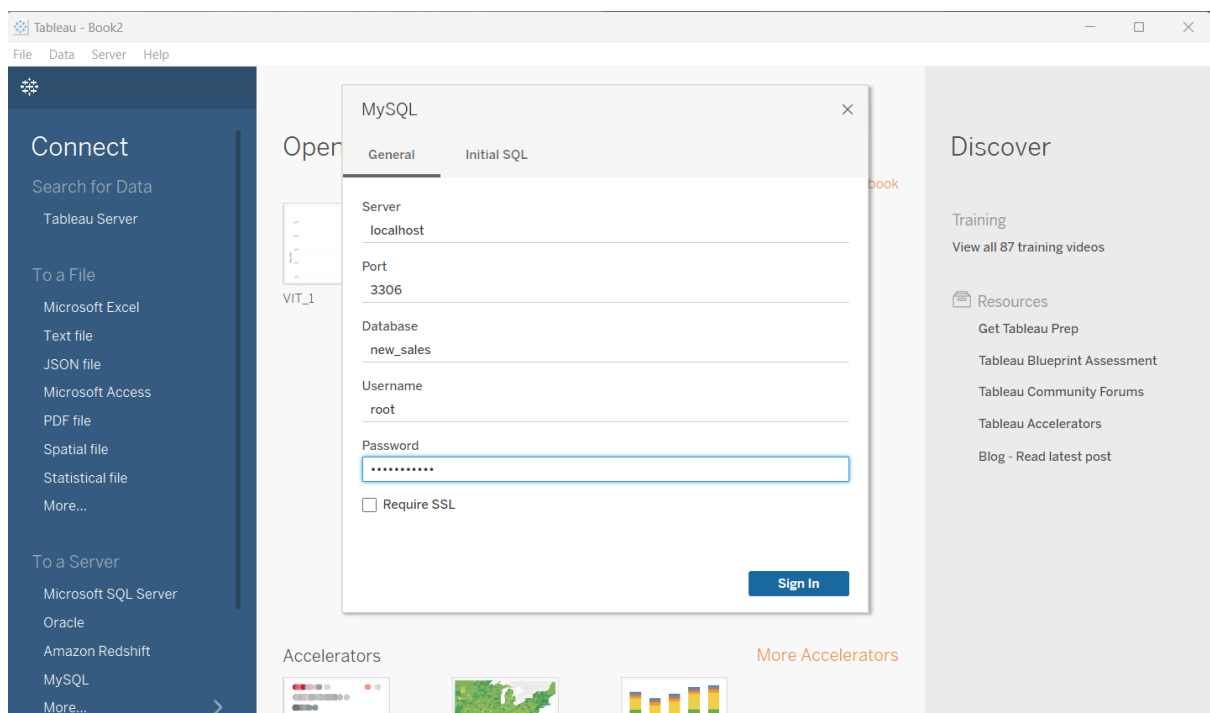 Tableau - Book2
File Data Server Help
Connect
Search for Data
Tableau Server
To a File
Microsoft Excel
Text file
JSON file
Microsoft Access
PDF file
Spatial file
Statistical file
More...
To a Server
Microsoft SQL Server
Oracle
Amazon Redshift
MySQL
More...
Open
book
VIT_1
MySQL
General Initial SQL
Server
localhost
Port
3306
Database
new_sales
Username
root
Password
•••••••••••
Require SSL
Sign In
Accelerators
More Accelerators
Discover
Training
View all 87 training videos
Resources
Get Tableau Prep
Tableau Blueprint Assessment
Tableau Community Forums
Tableau Accelerators
Blog - Read latest post